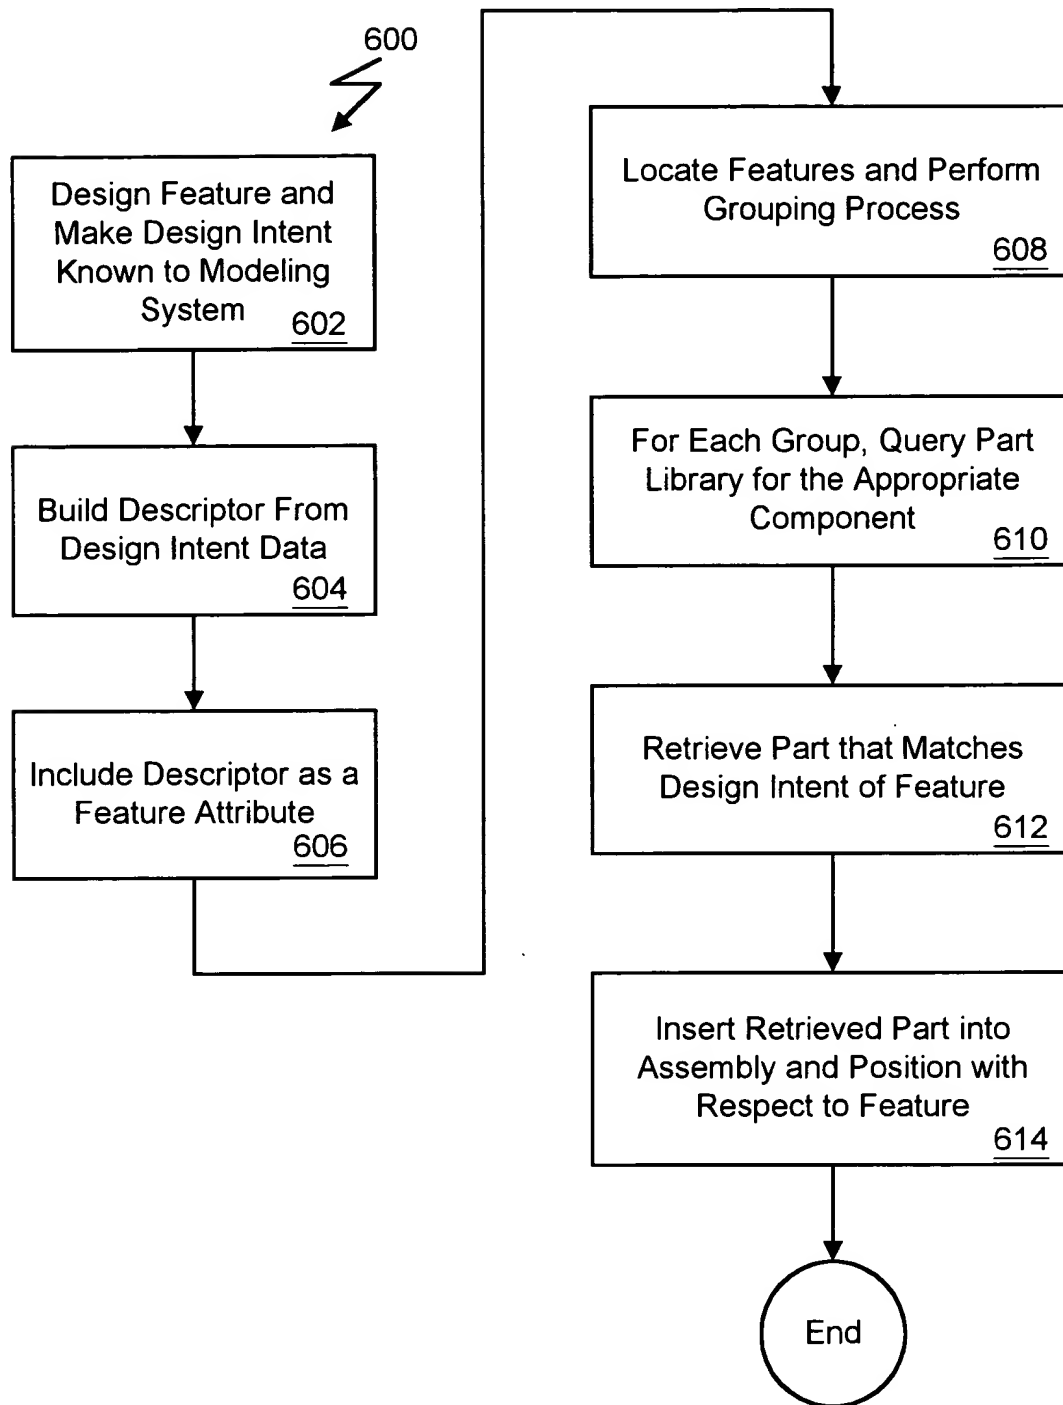 600
Design Feature and
Make Design Intent
Known to Modeling
System
602
Build Descriptor From
Design Intent Data
604
Include Descriptor as a
Feature Attribute
606
Locate Features and Perform
Grouping Process
608
For Each Group, Query Part
Library for the Appropriate
Component
610
Retrieve Part that Matches
Design Intent of Feature
612
Insert Retrieved Part into
Assembly and Position with
Respect to Feature
614
End